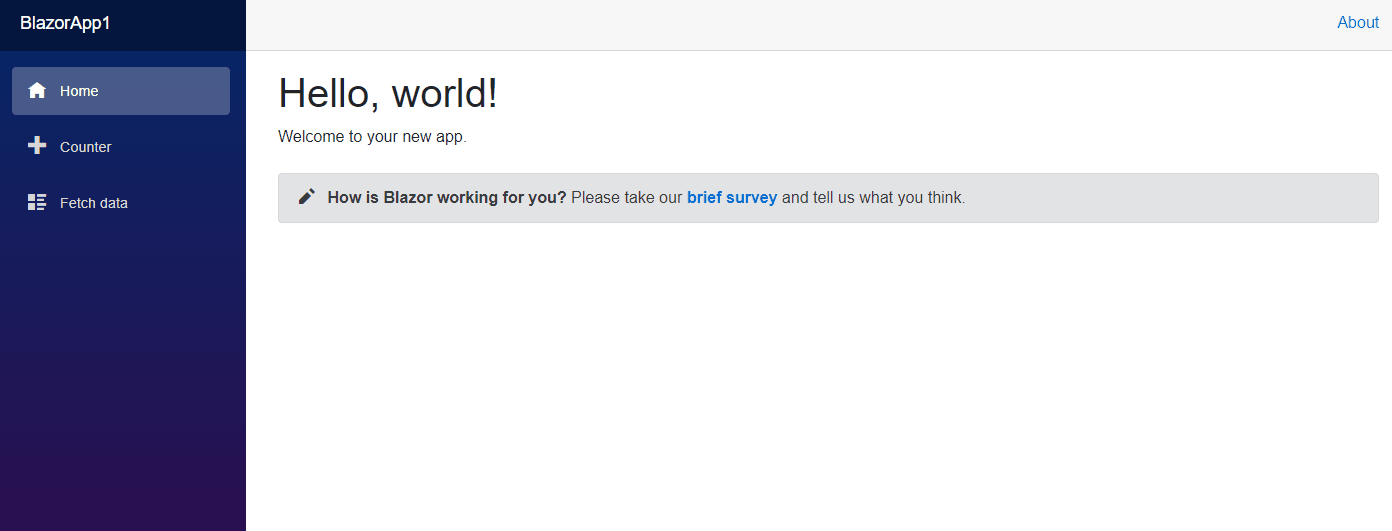 BlazorApp1
About
Home
Counter
Fetch data
Hello, world!
Welcome to your new app.
How is Blazor working for you? Please take our brief survey and tell us what you think.